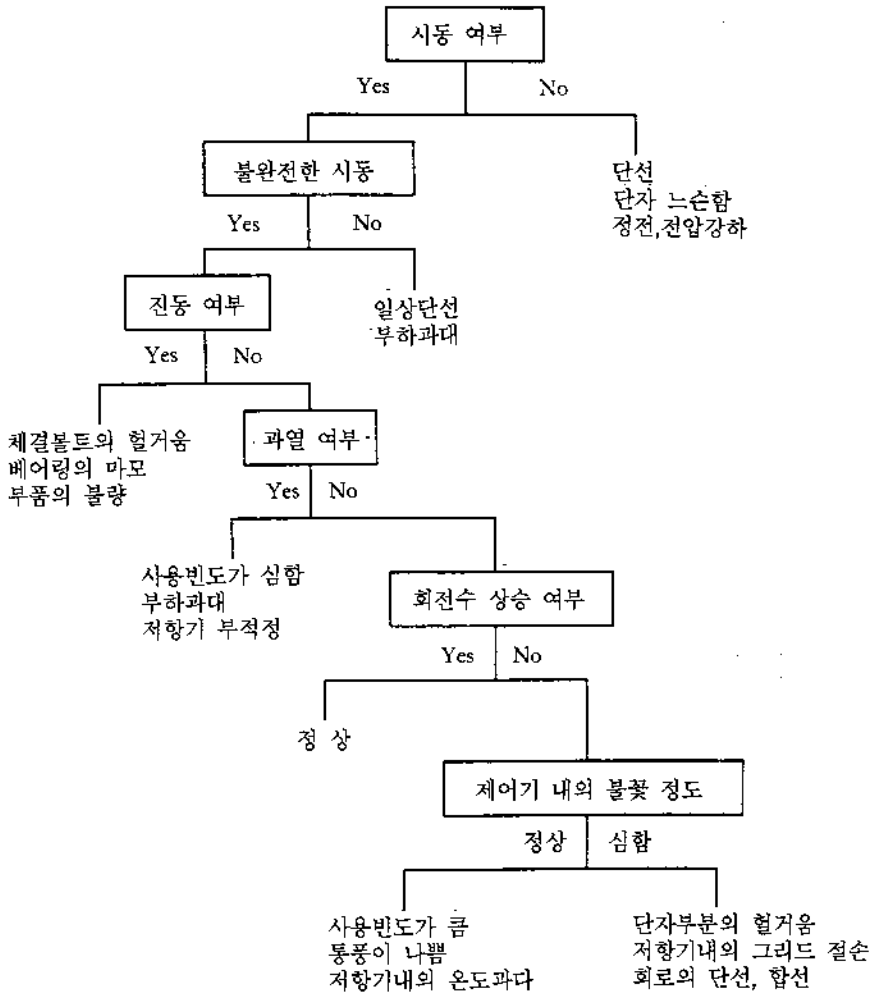 시동 여부
Yes
No
불완전한 시동
단선
단자 느슨함
정전,전압강하
Yes
No
진동 여부
일상단선
부하과대
Yes
No
체결볼트의 헐거움
베어링의 마모
부품의 불량
과열 여부
Yes
No
사용빈도가 심함
부하과대
저항기 부적정
회전수 상승 여부
Yes
No
정 상
제어기 내의 불꽃 정도
정상
심함
사용빈도가 큼
통풍이 나쁨
저항기내의 온도과다
단자부분의 헐거움
저항기내의 그리드 절손
회로의 단선, 합선